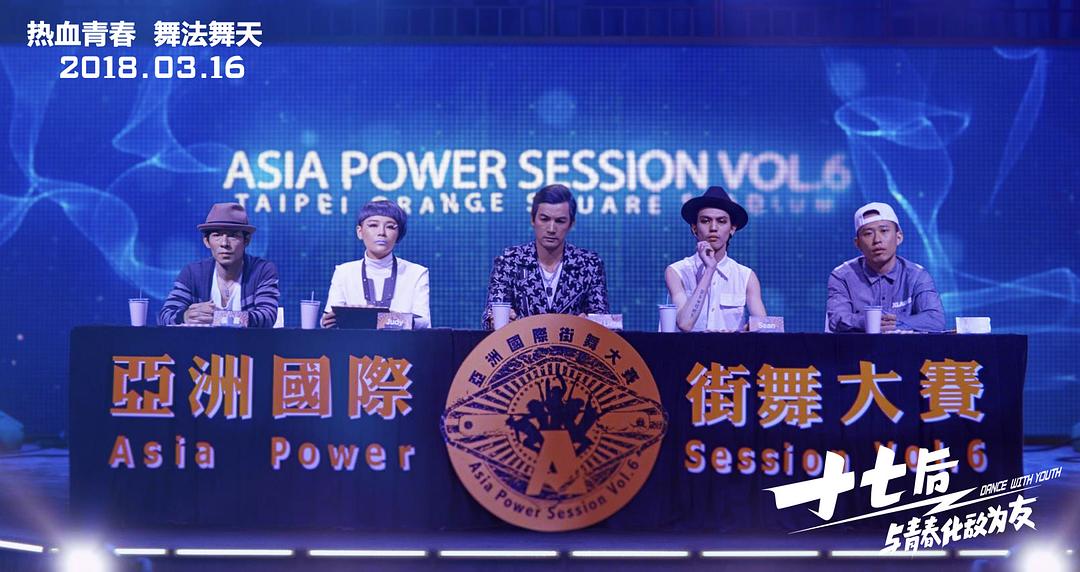 热血青春 舞法舞天
2018.03.16
ASIA POWER SESSION VOL.6
TAIPEI
SQUARE
Judy
Sean
亞洲國際
街舞大賽
Asia Power
Session Vol.6
亞洲國際街舞大賽
A
Asia Power Session Vol.6
十七后
DANCE WITH YOUTH
与青春化敌为友